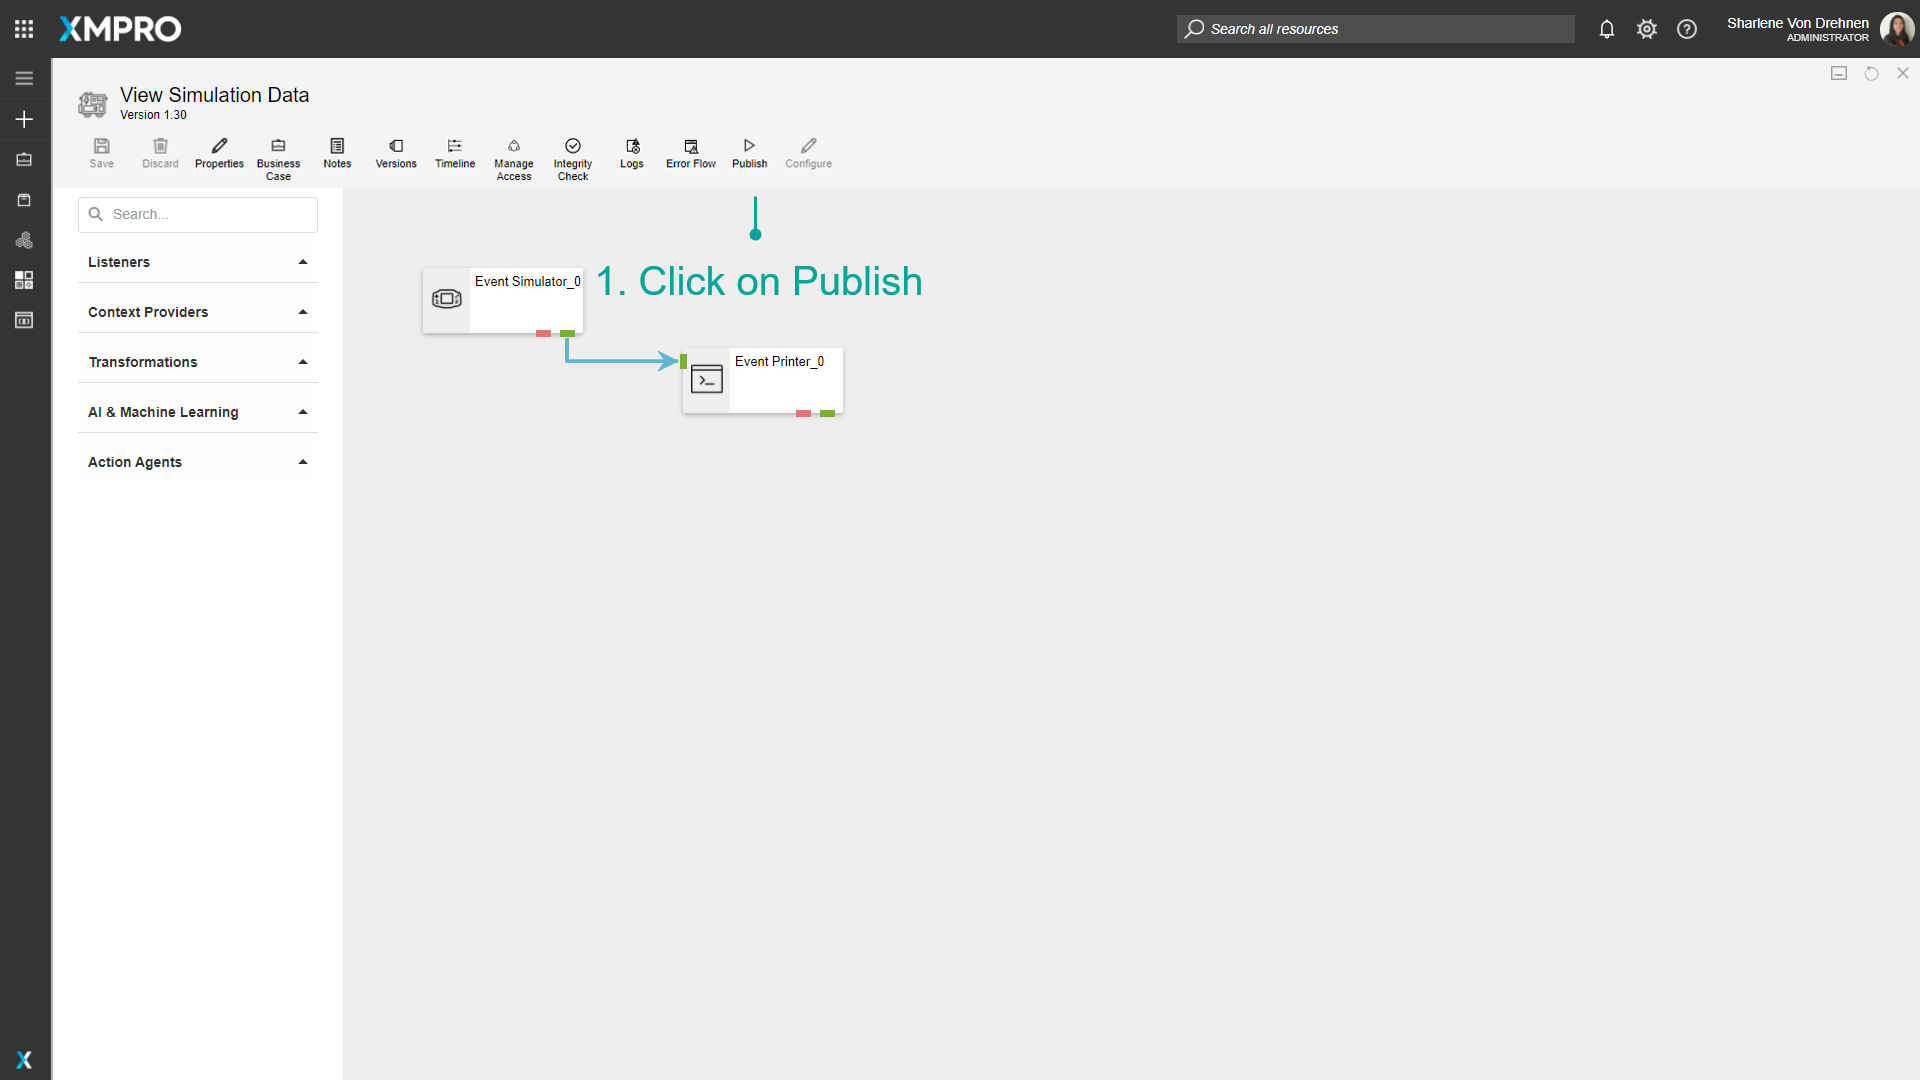 XMPRO
Search all resources
Sharlene Von Drehnen
ADMINISTRATOR
View Simulation Data
Version 1.30
Save
Discard
Properties
Business
Case
Notes
Versions
Timeline
Manage
Access
Integrity
Check
Logs
Error Flow
Publish
Configure
Search...
Listeners
Context Providers
Transformations
AI & Machine Learning
Action Agents
Event Simulator_0
1. Click on Publish
Event Printer_0